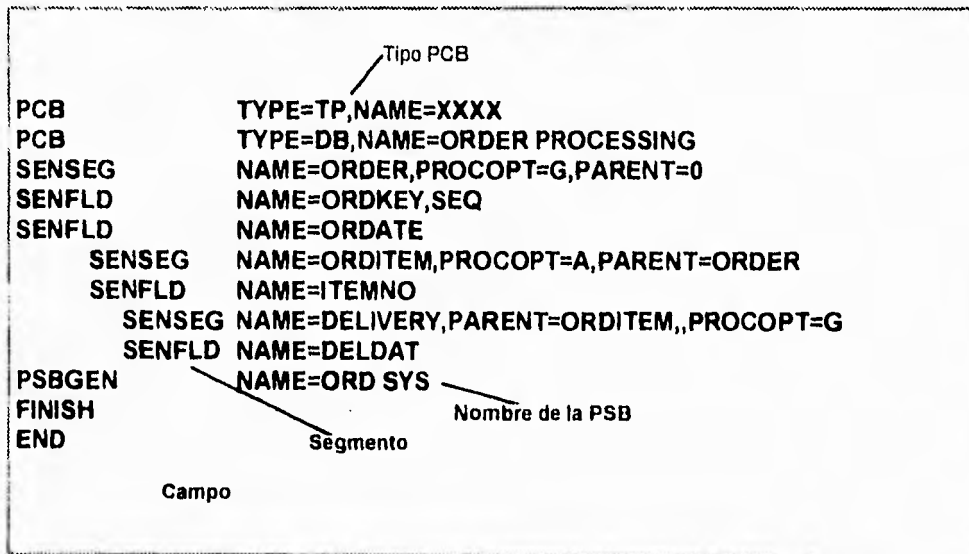 Tipo PCB
PCB TYPE=TP,NAME=XXXX
PCB TYPE=DB,NAME=ORDER PROCESSING
SENSEG NAME=ORDER,PROCOPT=G,PARENT=0
SENFLD NAME=ORDKEY,SEQ
SENFLD NAME=ORDATE
SENSEG NAME=ORDITEM,PROCOPT=A,PARENT=ORDER
SENFLD NAME=ITEMNO
SENSEG NAME=DELIVERY,PARENT=ORDITEM,,PROCOPT=G
SENFLD NAME=DELDAT
PSBGEN NAME=ORD SYS
FINISH Nombre de la PSB
END Segmento
Campo